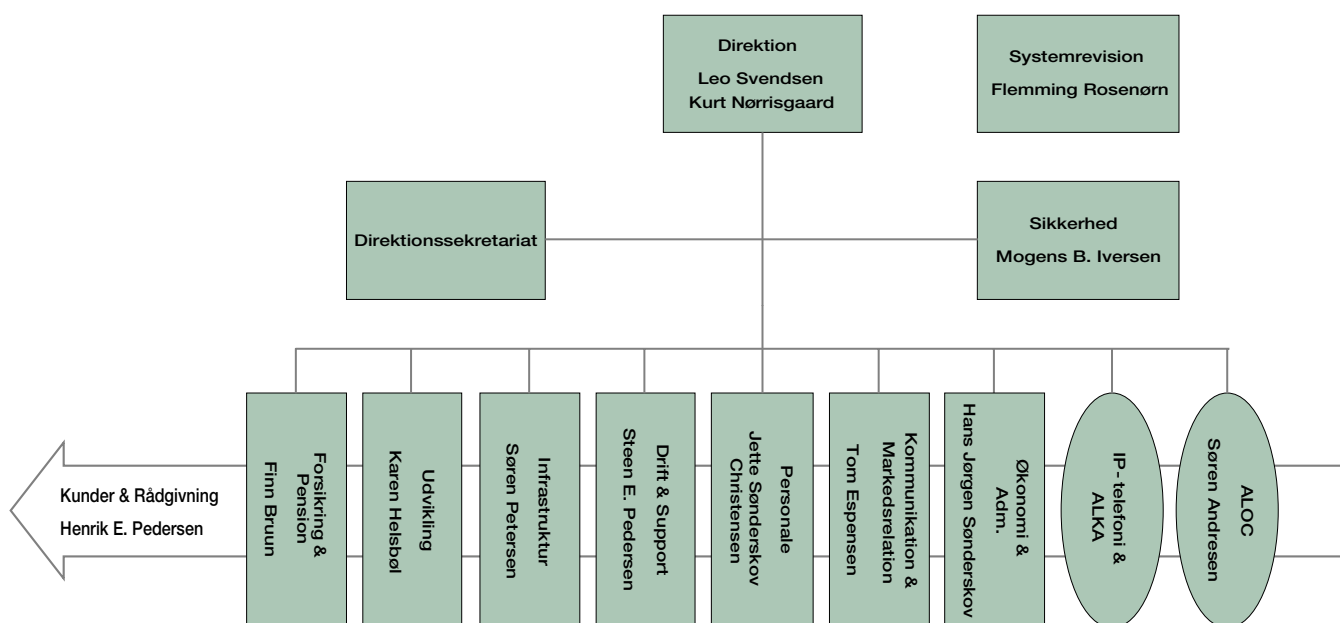 Direktion
Leo Svendsen
Kurt Nørrisgaard
Systemrevision
Flemming Rosenørn
Direktionssekretariat
Sikkerhed
Mogens B. Iversen
Kunder & Rådgivning
Henrik E. Pedersen
Forsikring &
Pension
Finn Bruun
Udvikling
Karen Helsbøl
Infrastruktur
Søren Petersen
Drift & Support
Steen E. Pedersen
Personale
Jette Sønderskov
Christensen
Kommunikation &
Markedsrelation
Tom Espensen
Økonomi &
Adm.
Hans Jørgen Sønderskov
IP- telefoni &
ALKA
ALOC
Søren Andresen